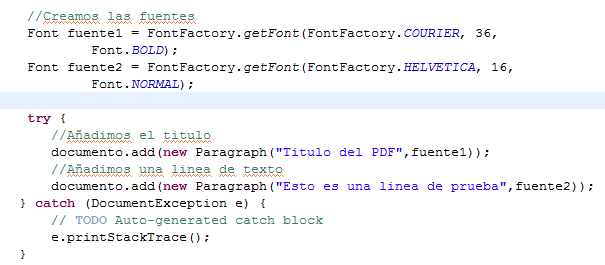 //Creamos las fuentes
Font fuente1 = FontFactory.getFont(FontFactory.COURIER, 36,
Font.BOLD);
Font fuente2 = FontFactory.getFont(FontFactory.HELVETICA, 16,
Font.NORMAL);
try {
//Añadimos el titulo
documento.add(new Paragraph("Titulo del PDF",fuente1));
//Añadimos una linea de texto
documento.add(new Paragraph("Esto es una linea de prueba",fuente2));
} catch (DocumentException e) {
// TODO Auto-generated catch block
e.printStackTrace();
}